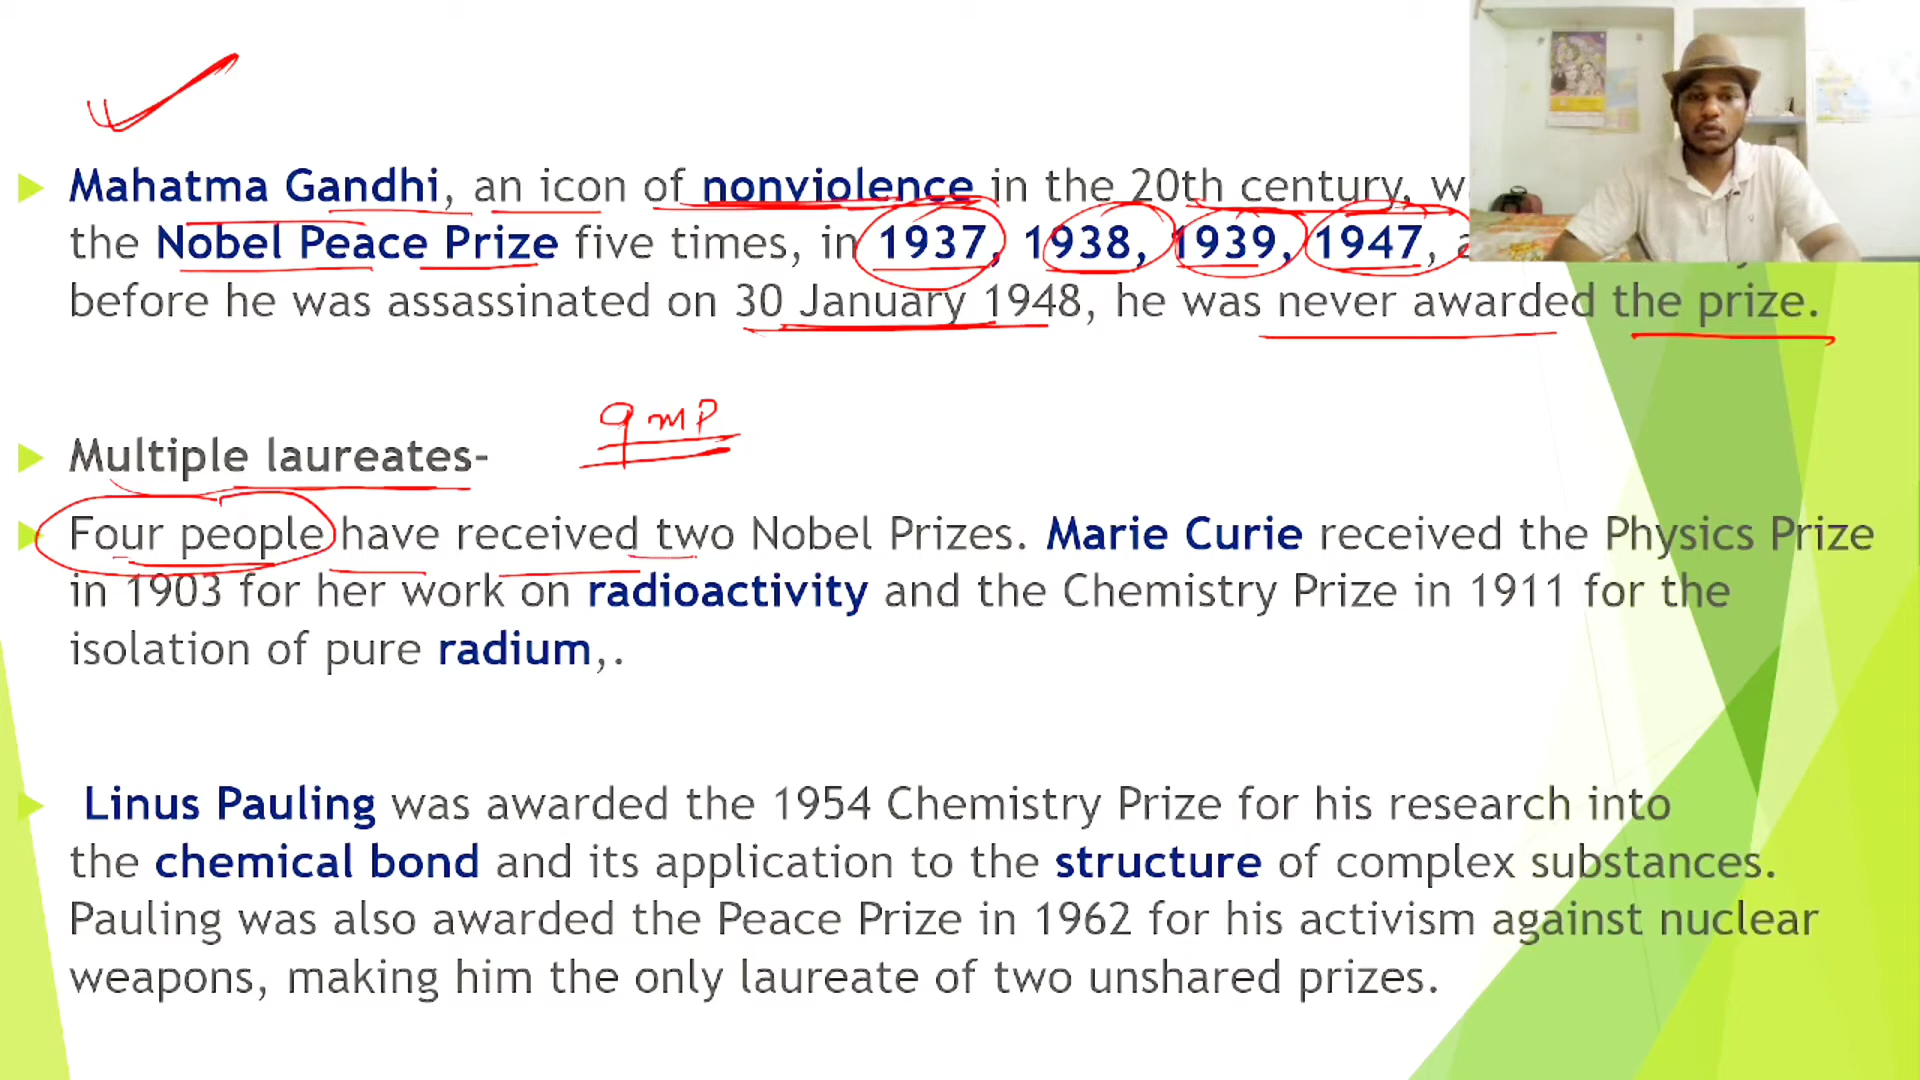 Mahatma Gandhi, an icon of nonviolence in the 20th century,
the Nobel Peace Prize five times, in 1937, 1938, 1939, 1947,
before he was assassinated on 30 January 1948, he was never awarded the prize.
qmp
Multiple laureates-
Four people have received two Nobel Prizes. Marie Curie received the Physics Prize
in 1903 for her work on radioactivity and the Chemistry Prize in 1911 for the
isolation of pure radium,.
Linus Pauling was awarded the 1954 Chemistry Prize for his research into
the chemical bond and its application to the structure of complex substances.
Pauling was also awarded the Peace Prize in 1962 for his activism against nuclear
weapons, making him the only laureate of two unshared prizes.